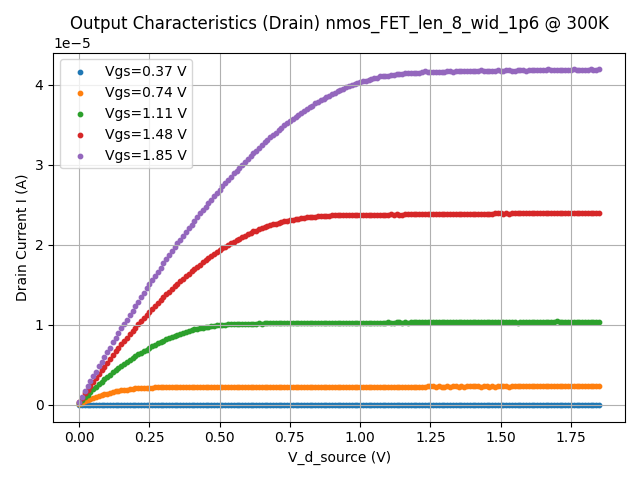 Output Characteristics (Drain) nmos_FET_len_8_wid_1p6 @ 300K
1e−5
Vgs=0.37 V
Vgs=0.74 V
Vgs=1.11 V
Vgs=1.48 V
Vgs=1.85 V
4
3
2
1
0
Drain Current I (A)
0.00 0.25 0.50 0.75 1.00 1.25 1.50 1.75
V_d_source (V)